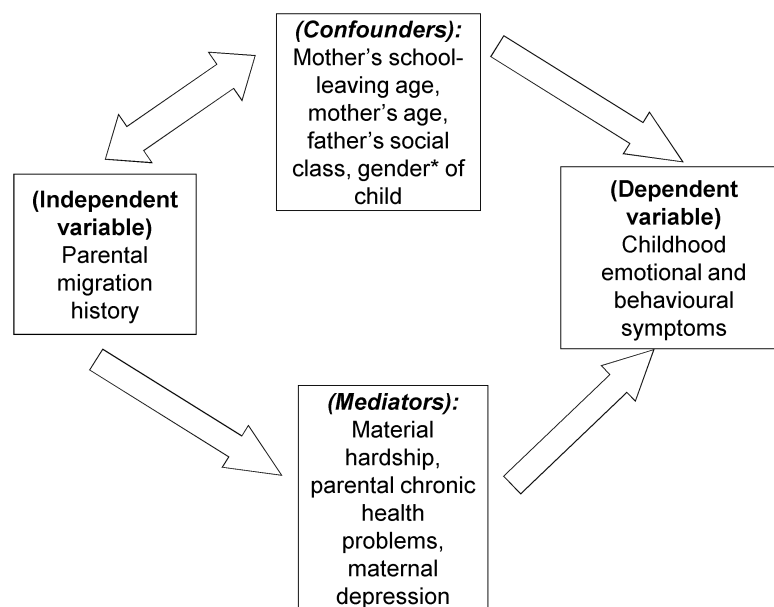 (Confounders):
Mother's school-
leaving age,
mother's age,
father's social
class, gender* of
child
(Independent
variable)
Parental
migration
history
(Dependent
variable)
Childhood
emotional and
behavioural
symptoms
(Mediators):
Material
hardship,
parental chronic
health
problems,
maternal
depression